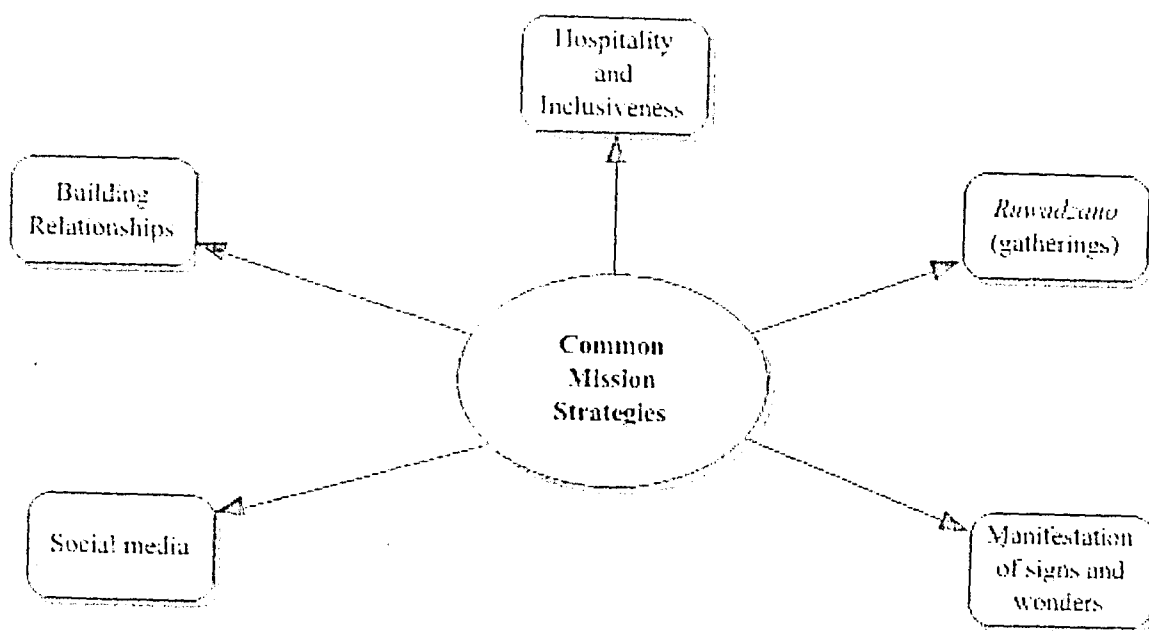 Hospitality
and
Inclusiveness
Building
Relationships
Ruwadzano
(gatherings)
Common
Mission
Strategies
Social media
Manifestation
of signs and
wonders